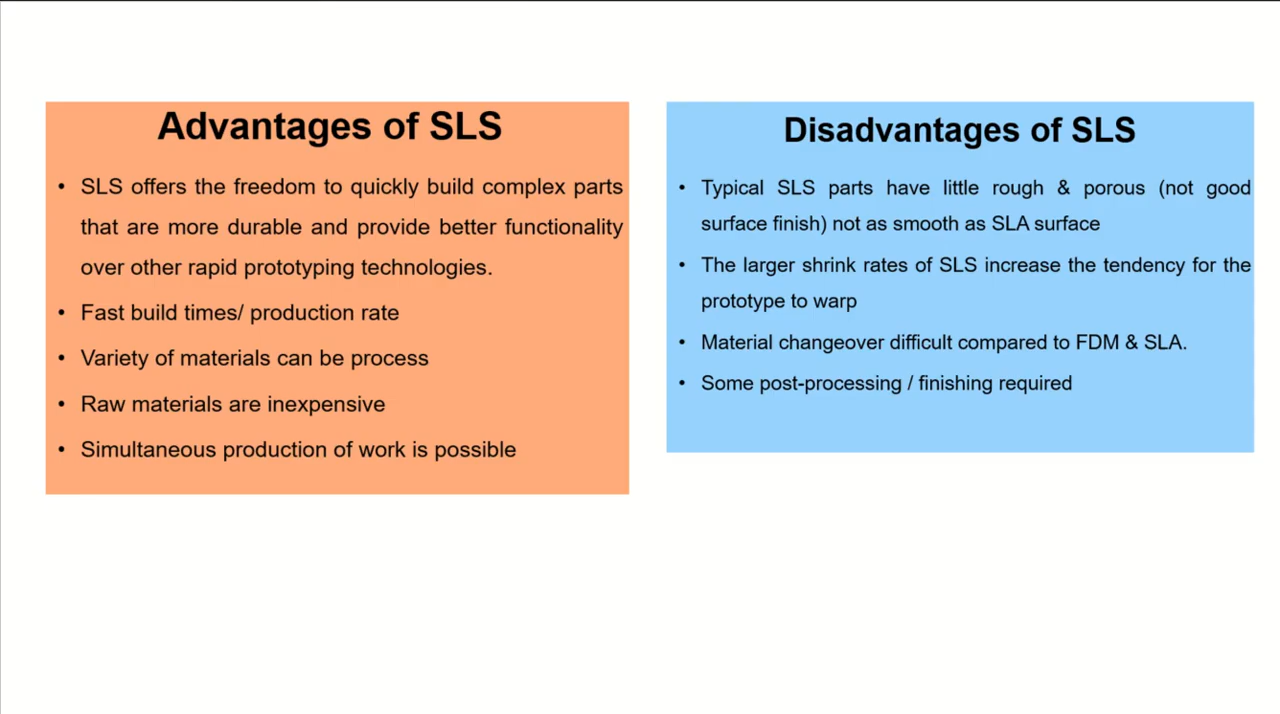 Advantages of SLS
• SLS offers the freedom to quickly build complex parts
that are more durable and provide better functionality
over other rapid prototyping technologies.
• Fast build times/ production rate
• Variety of materials can be process
• Raw materials are inexpensive
• Simultaneous production of work is possible
Disadvantages of SLS
• Typical SLS parts have little rough & porous (not good
surface finish) not as smooth as SLA surface
• The larger shrink rates of SLS increase the tendency for the
prototype to warp
• Material changeover difficult compared to FDM & SLA.
• Some post-processing / finishing required